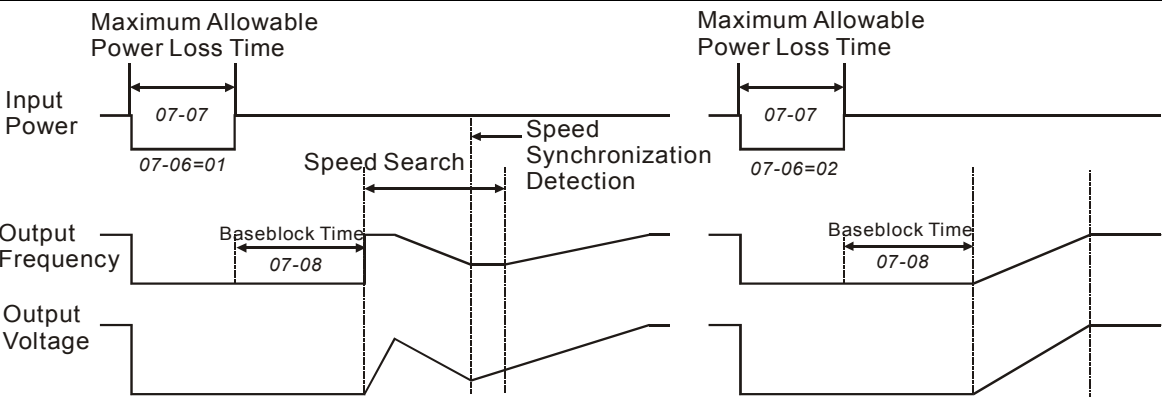 Maximum Allowable
Power Loss Time
Maximum Allowable
Power Loss Time
Input
Power
07-07
07-06=01
Speed Search
Speed
Synchronization
Detection
07-07
07-06=02
Output
Frequency
Baseblock Time
07-08
Baseblock Time
07-08
Output
Voltage